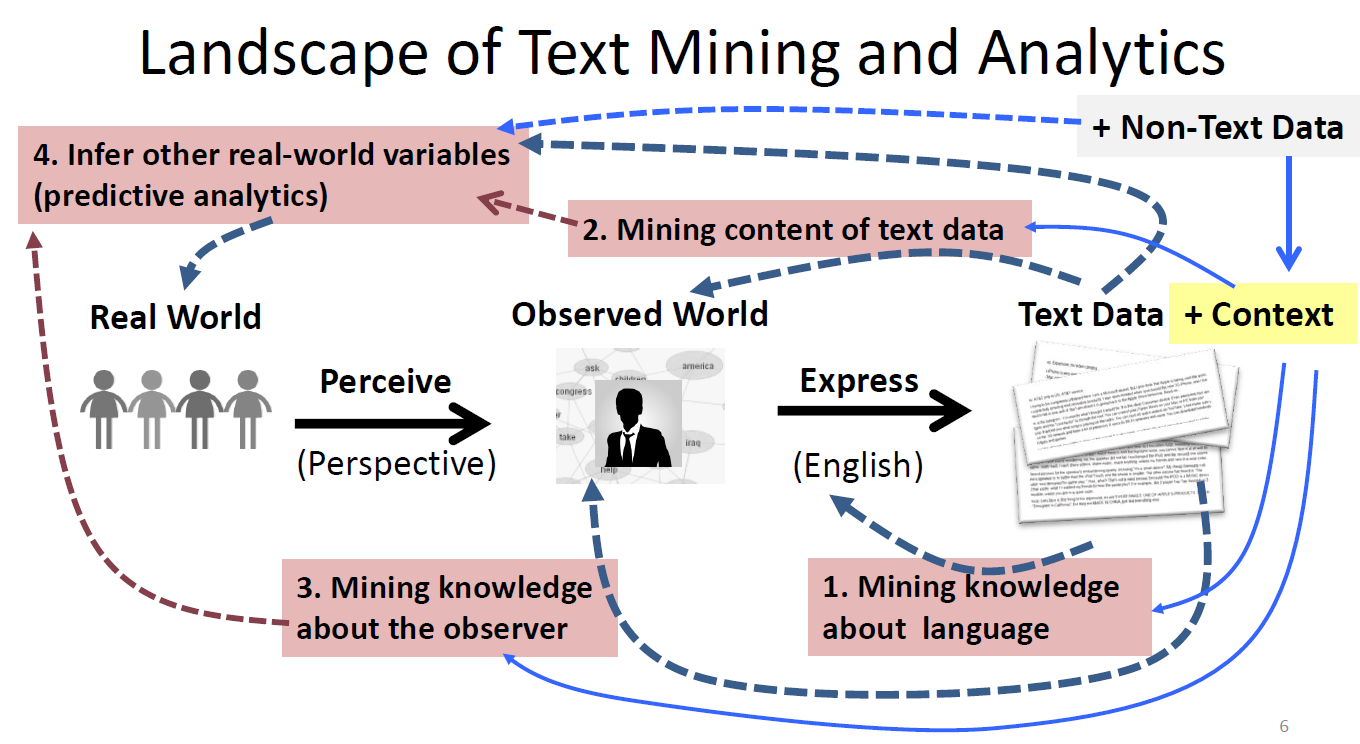 Landscape of Text Mining and Analytics
+ Non-Text Data
4. Infer other real-world variables
(predictive analytics)
2. Mining content of text data
Real World
Observed World
Text Data
+ Context
Perceive
(Perspective)
ask
america
children
congress
take
iraq
help
Express
(English)
3. Mining knowledge
about the observer
1. Mining knowledge
about  language
6